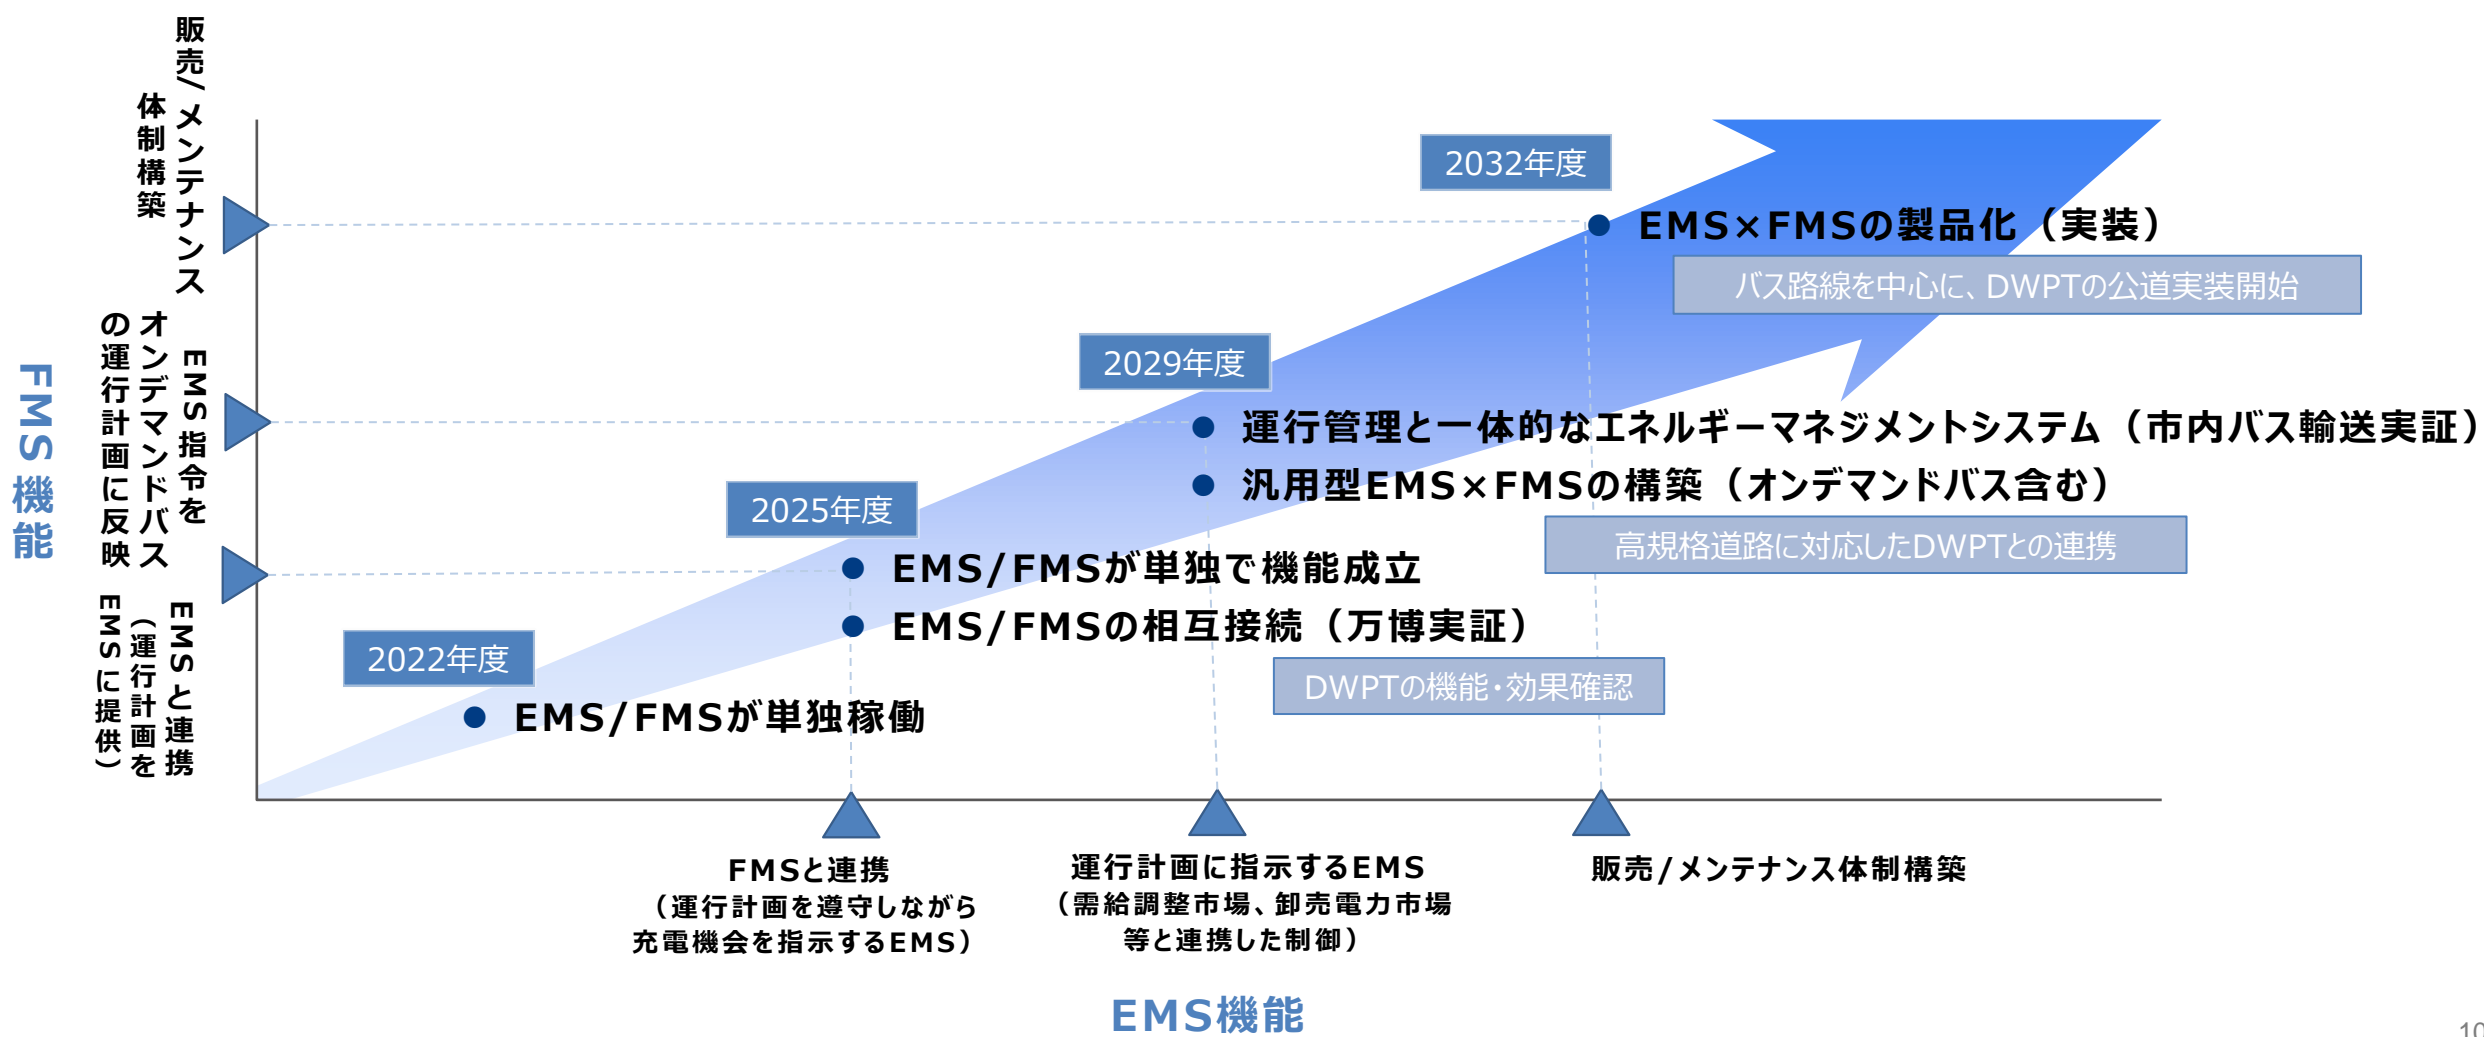 販売/メンテナンス
体制構築
EMS指令を
オンデマンドバス
の運行計画に反映
EMSと連携
（運行計画を
EMSに提供）
FMS機能
2032年度
EMS×FMSの製品化（実装）
バス路線を中心に、DWPTの公道実装開始
2029年度
運行管理と一体的なエネルギーマネジメントシステム（市内バス輸送実証）
汎用型EMS×FMSの構築（オンデマンドバス含む）
高規格道路に対応したDWPTとの連携
2025年度
EMS/FMSが単独で機能成立
EMS/FMSの相互接続（万博実証）
DWPTの機能・効果確認
2022年度
EMS/FMSが単独稼働
FMSと連携
（運行計画を遵守しながら
充電機会を指示するEMS）
運行計画に指示するEMS
（需給調整市場、卸売電力市場
等と連携した制御）
販売/メンテナンス体制構築
EMS機能
10